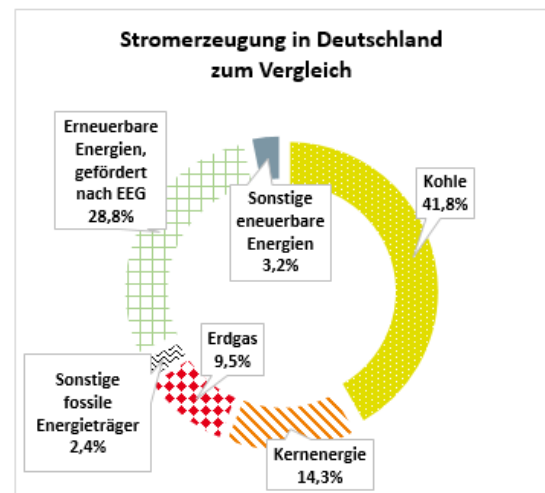 Stromerzeugung in Deutschland
zum Vergleich
Erneuerbare
Energien,
gefördert
nach EEG
28,8%
Sonstige
eneuerbare
Energien
3,2%
Kohle
41,8%
Erdgas
9,5%
Sonstige
fossile
Energieträger
2,4%
Kernenergie
14,3%